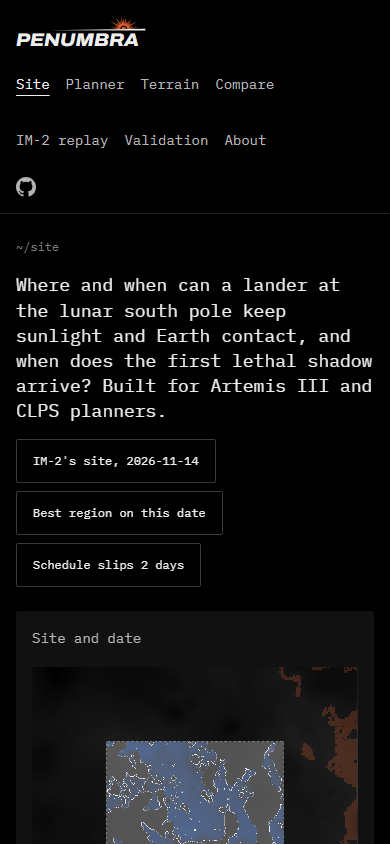 PENUMBRA
Site Planner Terrain Compare
IM-2 replay Validation About
~/site
Where and when can a lander at
the lunar south pole keep
sunlight and Earth contact, and
when does the first lethal shadow
arrive? Built for Artemis III and
CLPS planners.
IM-2's site, 2026-11-14
Best region on this date
Schedule slips 2 days
Site and date